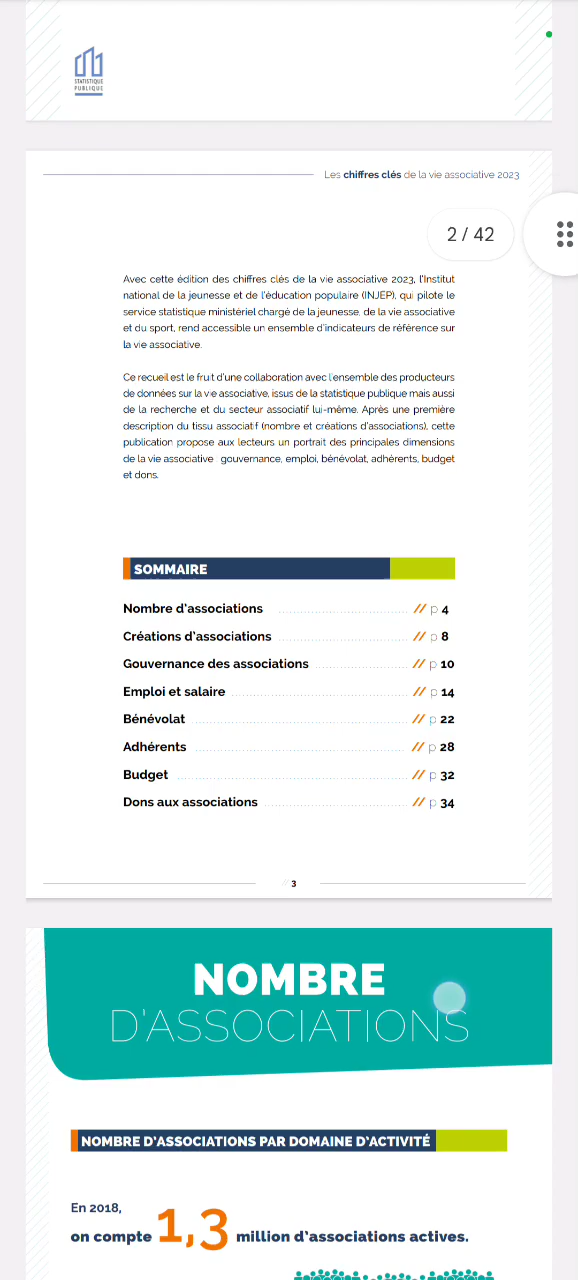 STATISTIQUE
PUBLIQUE
Les chiffres clés de la vie associative 2023
2 / 42
Avec cette édition des chiffres clés de la vie associative 2023, l'Institut
national de la jeunesse et de l'éducation populaire (INJEP), qui pilote le
service statistique ministériel chargé de la jeunesse, de la vie associative
et du sport, rend accessible un ensemble d'indicateurs de référence sur
la vie associative.
Ce recueil est le fruit d'une collaboration avec l'ensemble des producteurs
de données sur la vie associative, issus de la statistique publique mais aussi
de la recherche et du secteur associatif lui-même. Après une première
description du tissu associatif (nombre et créations d'associations), cette
publication propose aux lecteurs un portrait des principales dimensions
de la vie associative : gouvernance, emploi, bénévolat, adhérents, budget
et dons.
SOMMAIRE
Nombre d'associations // p 4
Créations d'associations // p 8
Gouvernance des associations // p 10
Emploi et salaire // p 14
Bénévolat // p 22
Adhérents // p 28
Budget // p 32
Dons aux associations // p 34
3
NOMBRE
D'ASSOCIATIONS
NOMBRE D'ASSOCIATIONS PAR DOMAINE D'ACTIVITÉ
En 2018,
on compte 1,3 million d'associations actives.